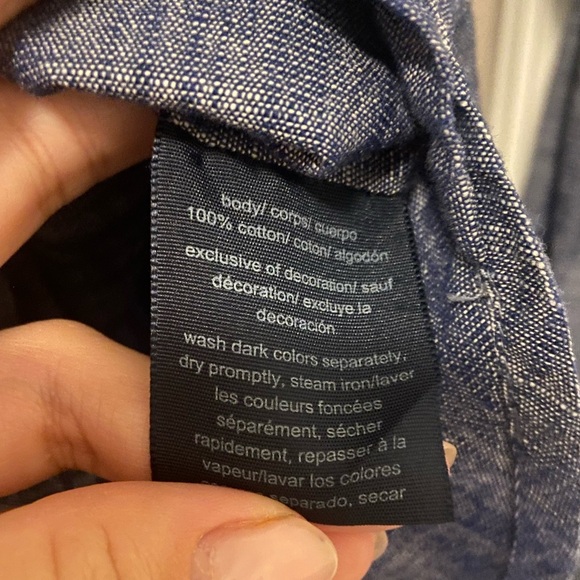 body/ corps/ cuerpo
100% cotton/ coton/ algodón
exclusive of decoration/ sauf
décoration/ excluye la
decoración
wash dark colors separately,
dry promptly, steam iron/laver
les couleurs foncées
séparément, sécher
rapidement, repasser à la
vapeur/lavar los colores
separado, secar